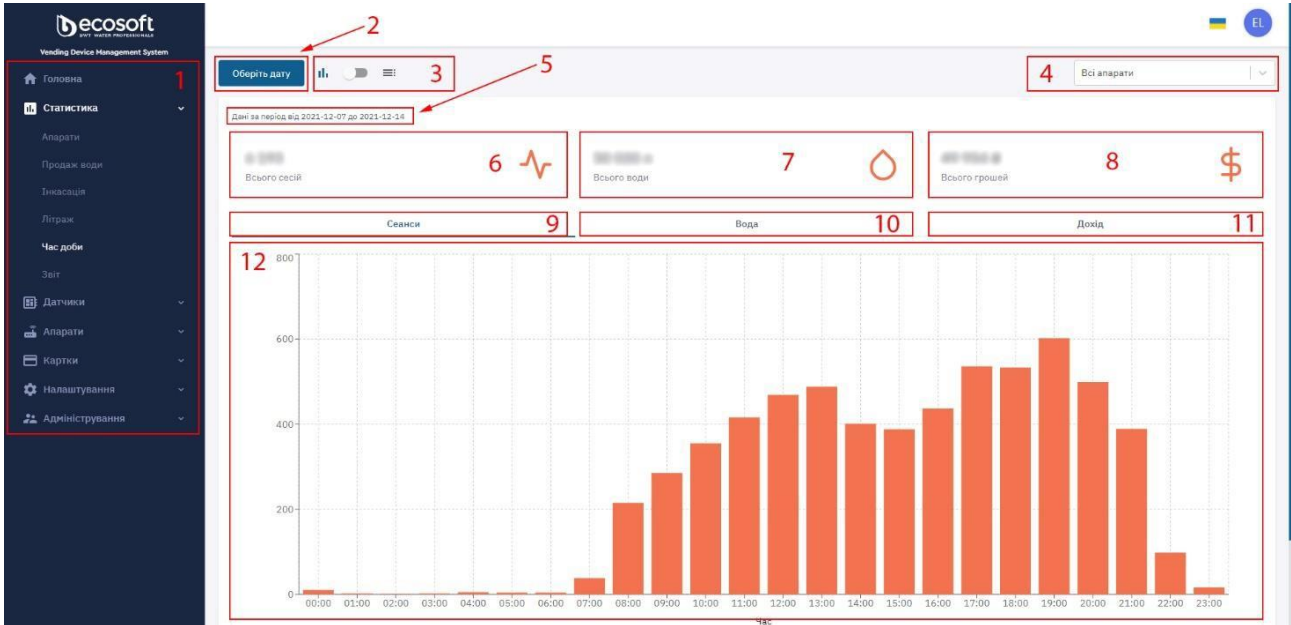 ecosoft
BWT WATER PROFESSIONALS
Vending Device Management System
1
Головна
Статистика
Апарати
Продаж води
Інкасація
Літраж
Час доби
Звіт
Датчики
Апарати
Картки
Налаштування
Адміністрування
2
EL
Оберіть дату
3
5
4
Всі апарати
Дані за період від 2021-12-07 до 2021-12-14
Всього сесій
6
Всього води
7
Всього грошей
8
$
Сеанси 9
Вода 10
Дохід 11
12
800
600
400
200
0
00:00 01:00 02:00 03:00 04:00 05:00 06:00 07:00 08:00 09:00 10:00 11:00 12:00 13:00 14:00 15:00 16:00 17:00 18:00 19:00 20:00 21:00 22:00 23:00
Час